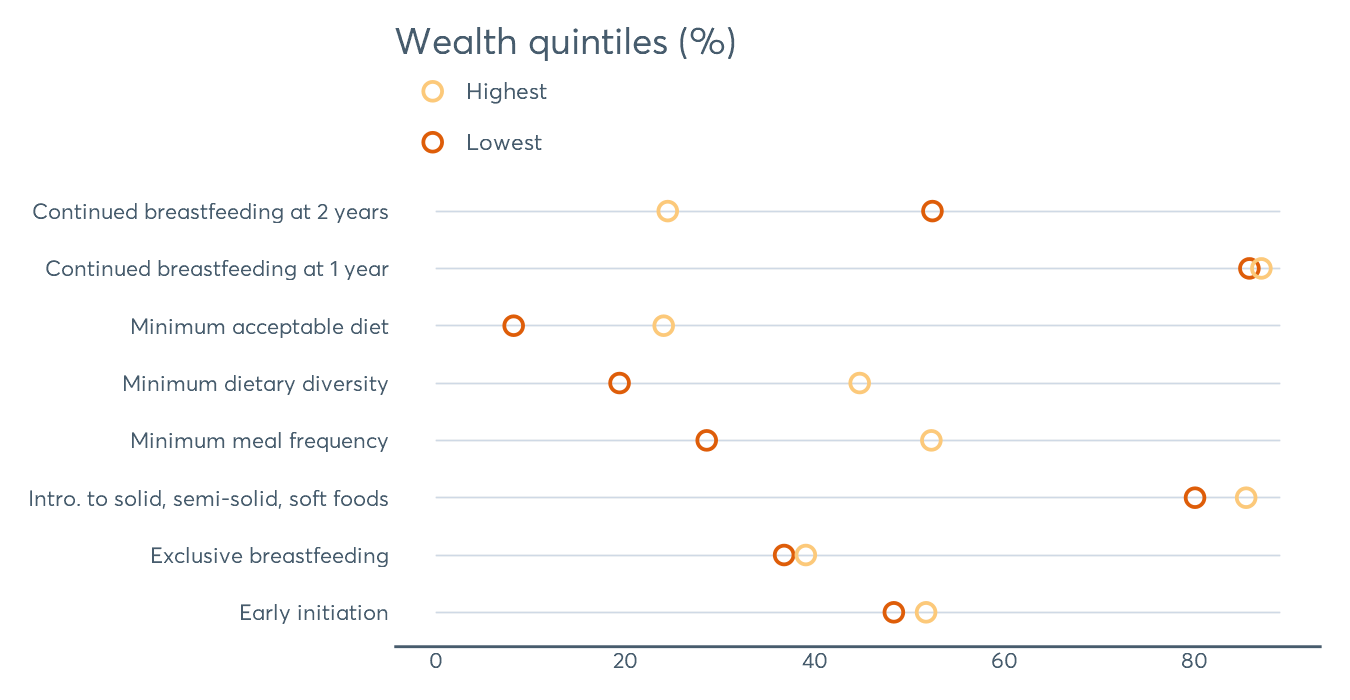 Wealth quintiles (%)
Highest
Lowest
Continued breastfeeding at 2 years
Continued breastfeeding at 1 year
Minimum acceptable diet
Minimum dietary diversity
Minimum meal frequency
Intro. to solid, semi-solid, soft foods
Exclusive breastfeeding
Early initiation
0 20 40 60 80